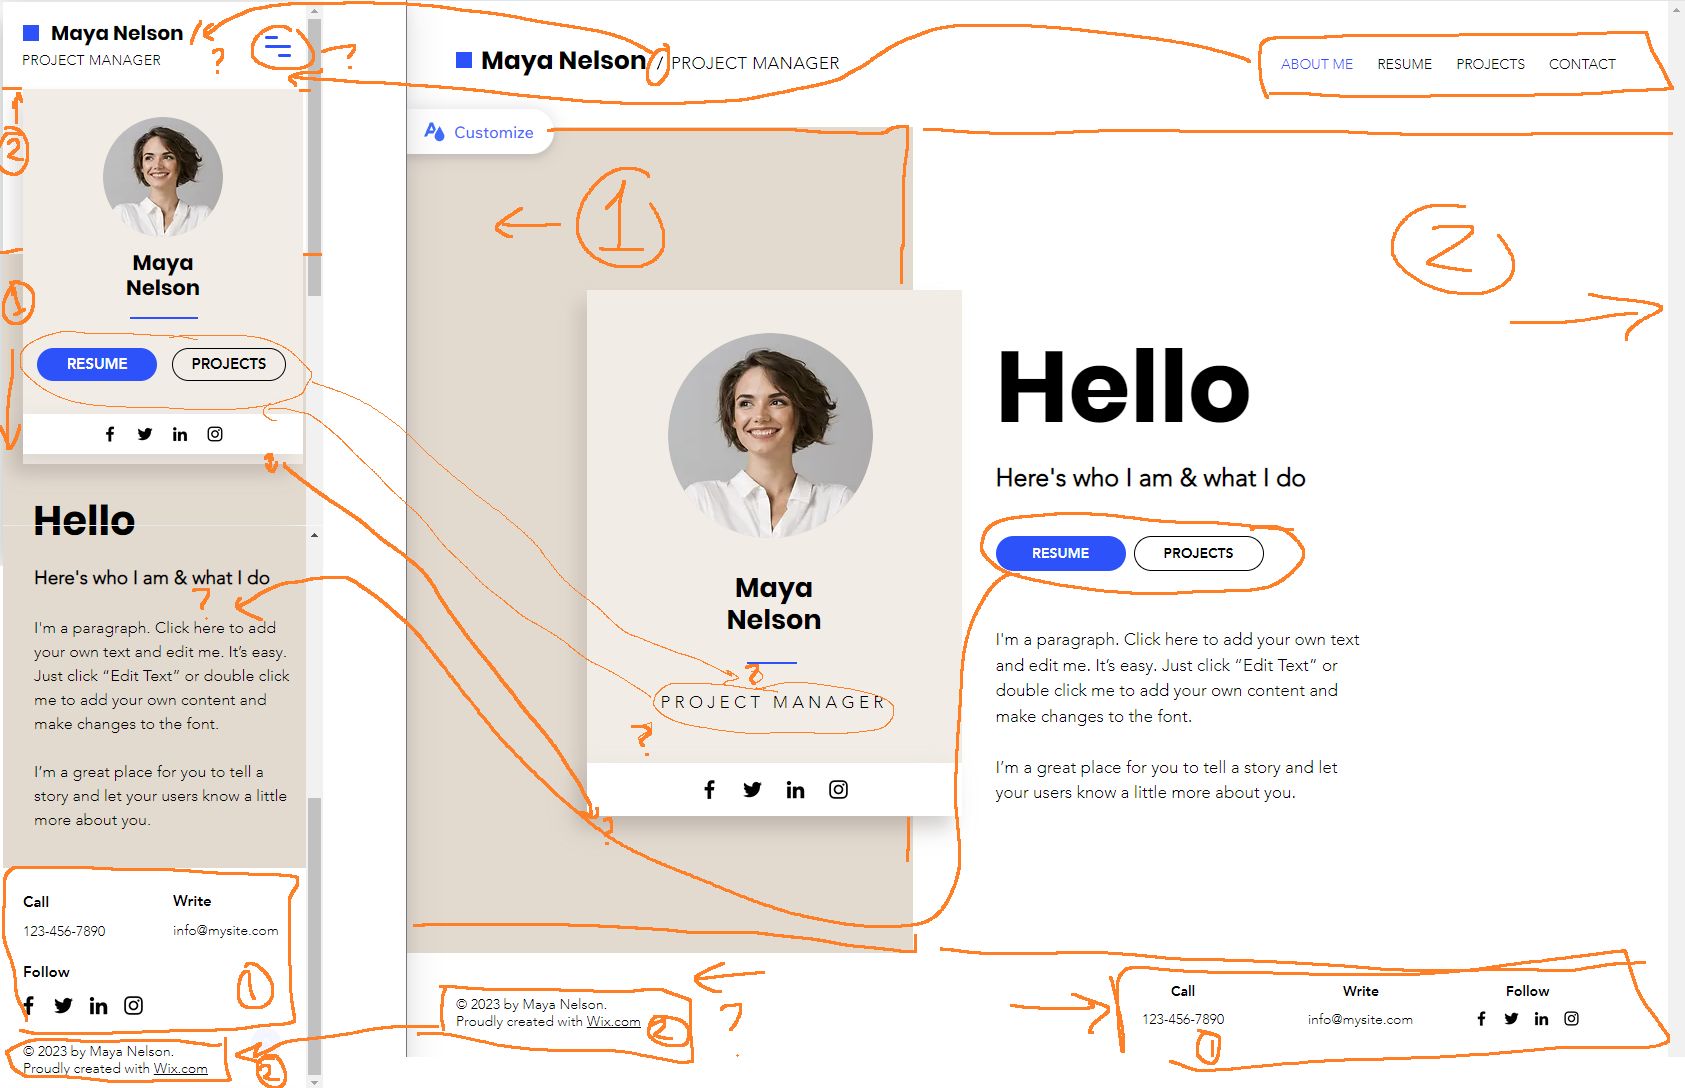 Maya Nelson
PROJECT MANAGER
?
?
2
Maya
Nelson
1
RESUME PROJECTS
?
Hello
Here's who I am & what I do
?
I'm a paragraph. Click here to add
your own text and edit me. It’s easy.
Just click “Edit Text” or double click
me to add your own content and
make changes to the font.
I’m a great place for you to tell a
story and let your users know a little
more about you.
Call Write
123-456-7890 info@mysite.com
Follow
1
© 2023 by Maya Nelson.
Proudly created with Wix.com
2
Maya Nelson / PROJECT MANAGER
ABOUT ME RESUME PROJECTS CONTACT
Customize
1
2
Maya
Nelson
?
PROJECT MANAGER
?
?
Hello
Here's who I am & what I do
RESUME PROJECTS
I'm a paragraph. Click here to add your own text
and edit me. It’s easy. Just click “Edit Text” or
double click me to add your own content and
make changes to the font.
I’m a great place for you to tell a story and let
your users know a little more about you.
© 2023 by Maya Nelson.
Proudly created with Wix.com
2
?
Call Write Follow
123-456-7890 info@mysite.com
1